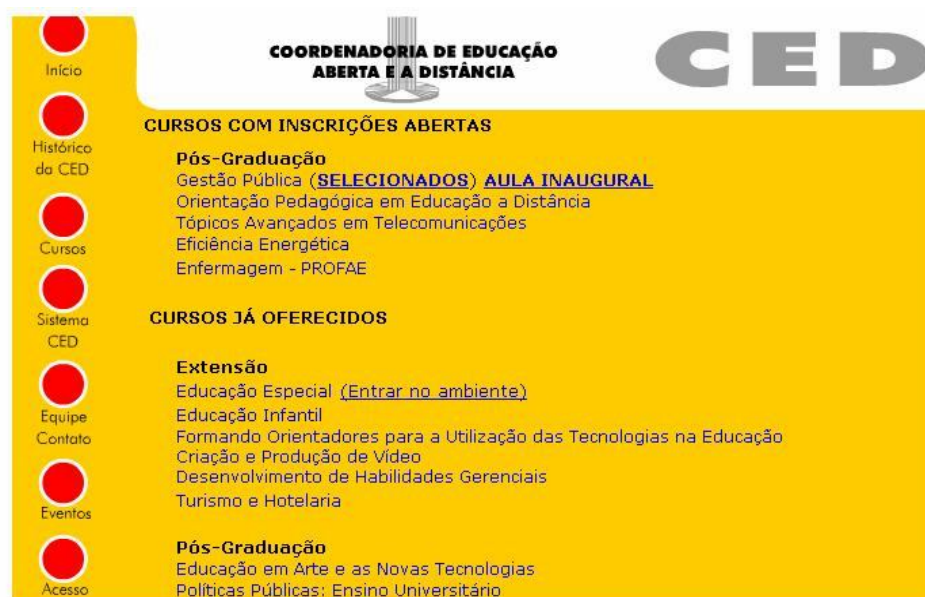 Início
Histórico
da CED
Cursos
Sistema
CED
Equipe
Contato
Eventos
Acesso
COORDENADORIA DE EDUCAÇÃO
ABERTA E A DISTÂNCIA
CED
CURSOS COM INSCRIÇÕES ABERTAS
Pós-Graduação
Gestão Pública (SELECIONADOS) AULA INAUGURAL
Orientação Pedagógica em Educação a Distância
Tópicos Avançados em Telecomunicações
Eficiência Energética
Enfermagem - PROFAE
CURSOS JÁ OFERECIDOS
Extensão
Educação Especial (Entrar no ambiente)
Educação Infantil
Formando Orientadores para a Utilização das Tecnologias na Educação
Criação e Produção de Vídeo
Desenvolvimento de Habilidades Gerenciais
Turismo e Hotelaria
Pós-Graduação
Educação em Arte e as Novas Tecnologias
Políticas Públicas: Ensino Universitário